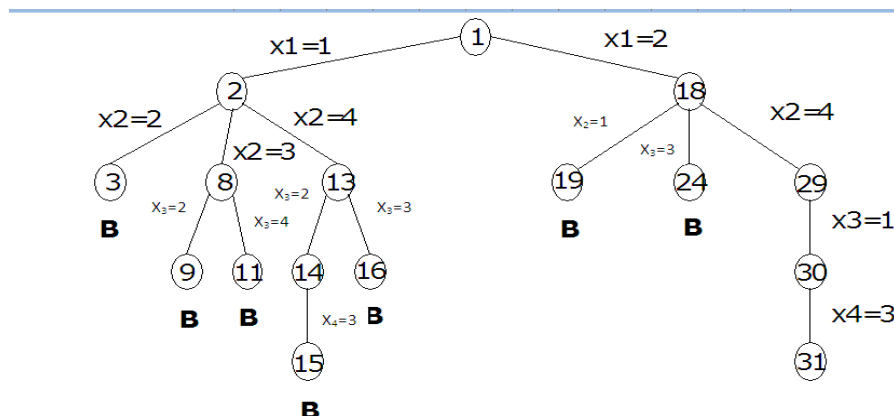 1
x1=1
x1=2
2
18
x2=2
x2=3
x2=4
X₂=1
X₃=3
x2=4
3
8
13
19
24
29
B
X₃=2
X₃=4
X₃=2
X₃=3
B
B
x3=1
9
11
14
16
30
B
B
X₄=3
B
x4=3
15
31
B